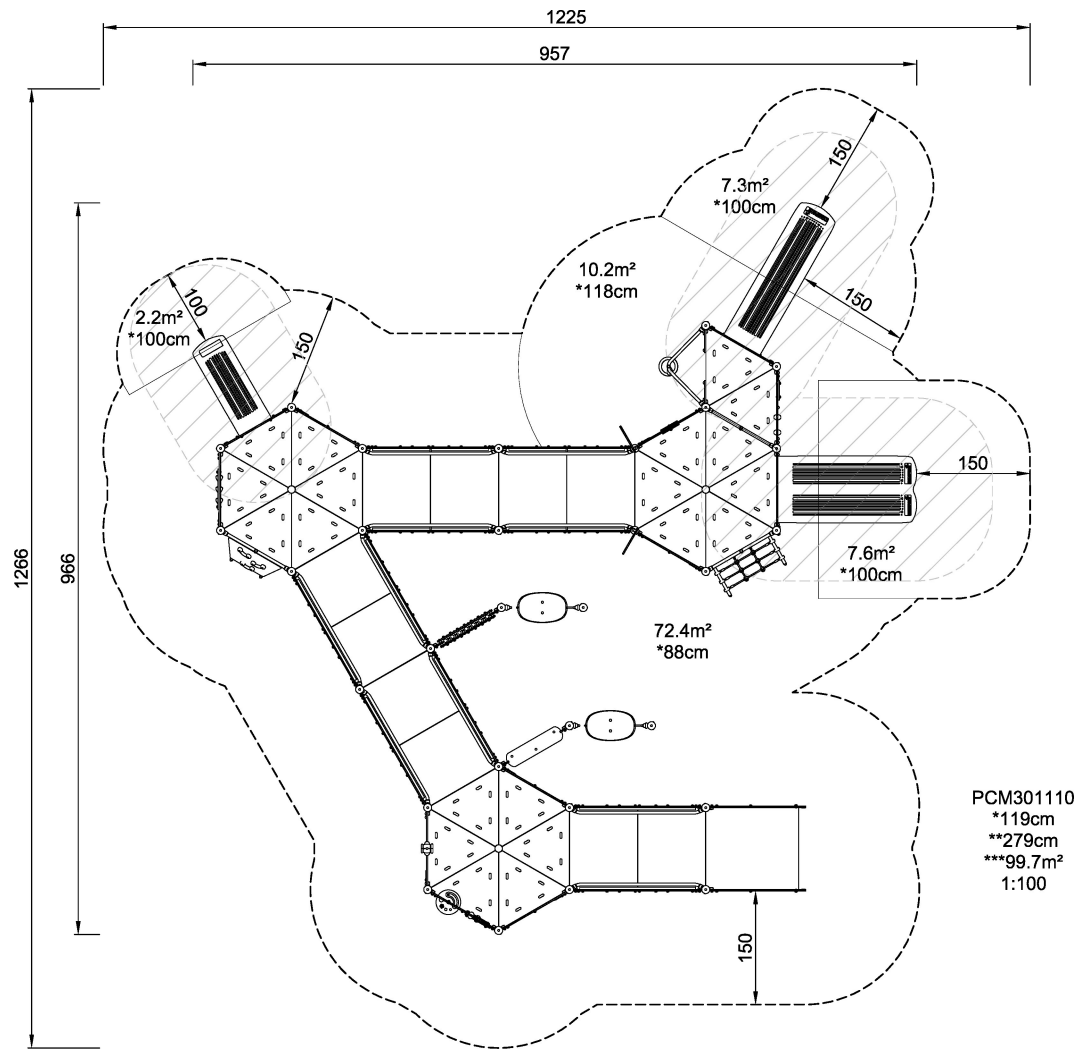 1225
957
150
7.3m²
*100cm
10.2m²
*118cm
150
100
2.2m²
*100cm
150
150
1266
966
7.6m²
*100cm
72.4m²
*88cm
PCM301110
*119cm
**279cm
***99.7m²
1:100
150